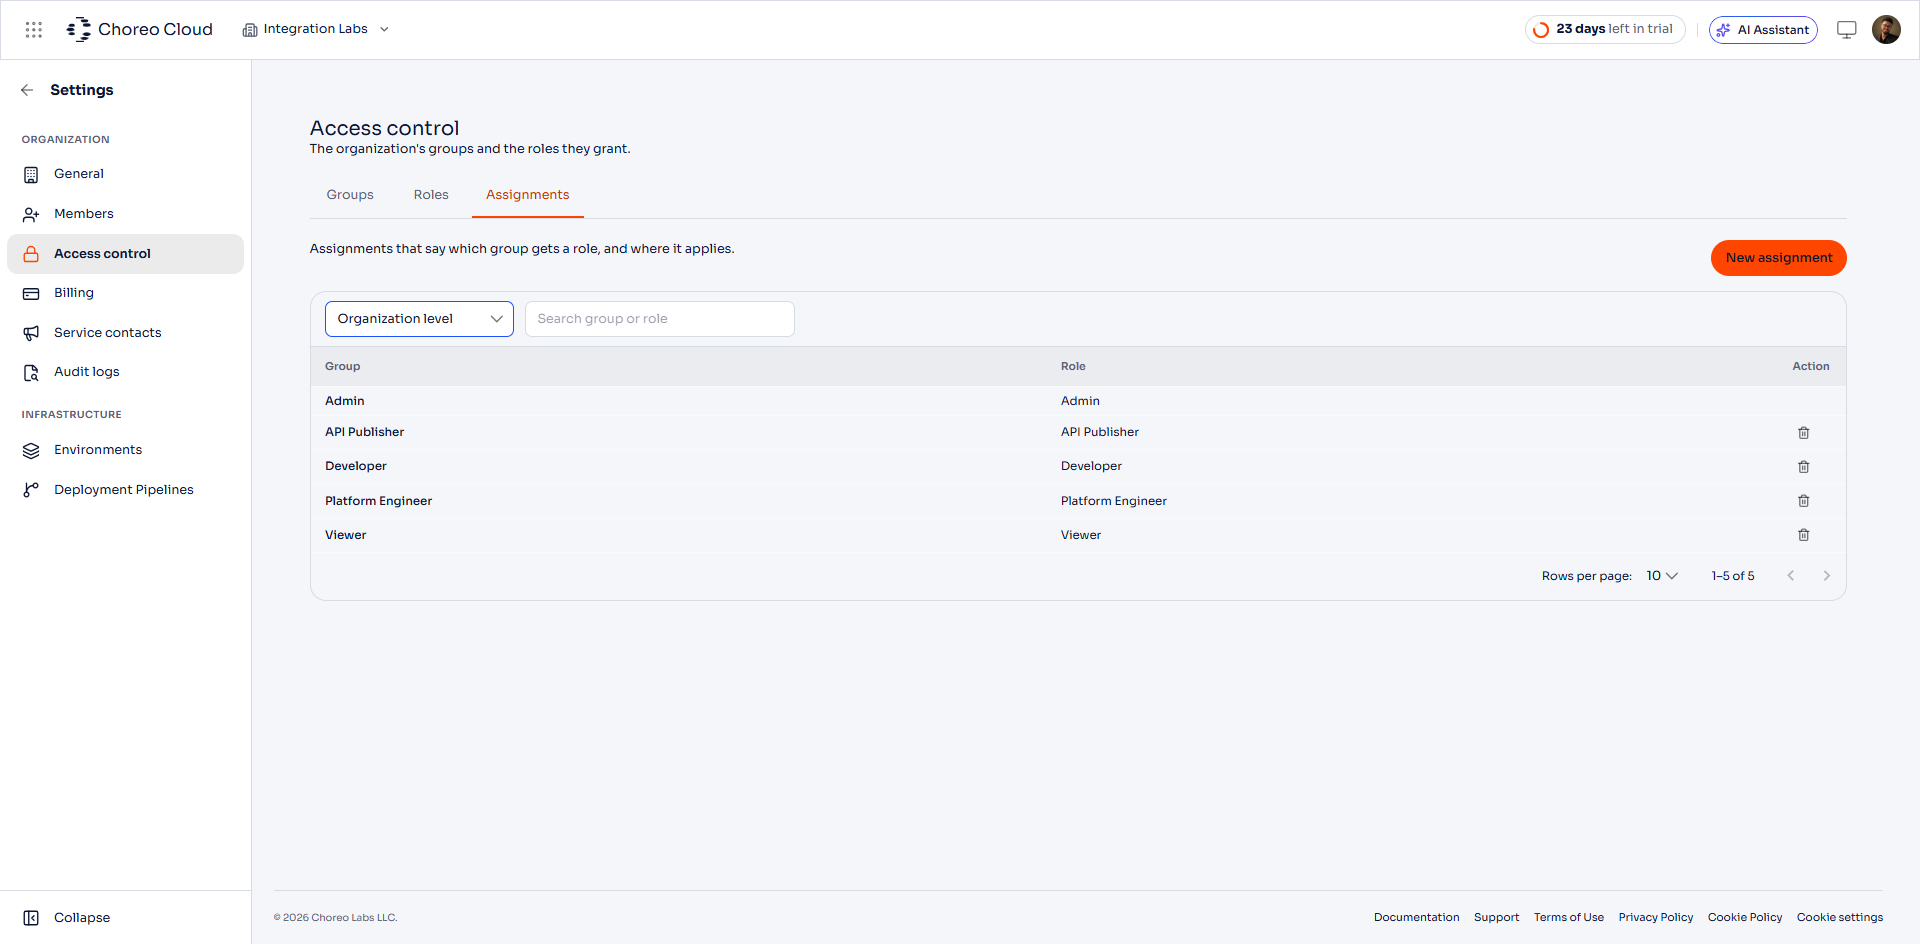 Choreo Cloud
Integration Labs
23 days left in trial
AI Assistant
Settings
ORGANIZATION
General
Members
Access control
Billing
Service contacts
Audit logs
INFRASTRUCTURE
Environments
Deployment Pipelines
Collapse
Access control
The organization's groups and the roles they grant.
Groups Roles Assignments
Assignments that say which group gets a role, and where it applies.
New assignment
Organization level Search group or role
Group Role Action
Admin Admin
API Publisher API Publisher
Developer Developer
Platform Engineer Platform Engineer
Viewer Viewer
Rows per page: 10 1–5 of 5
© 2026 Choreo Labs LLC. Documentation Support Terms of Use Privacy Policy Cookie Policy Cookie settings